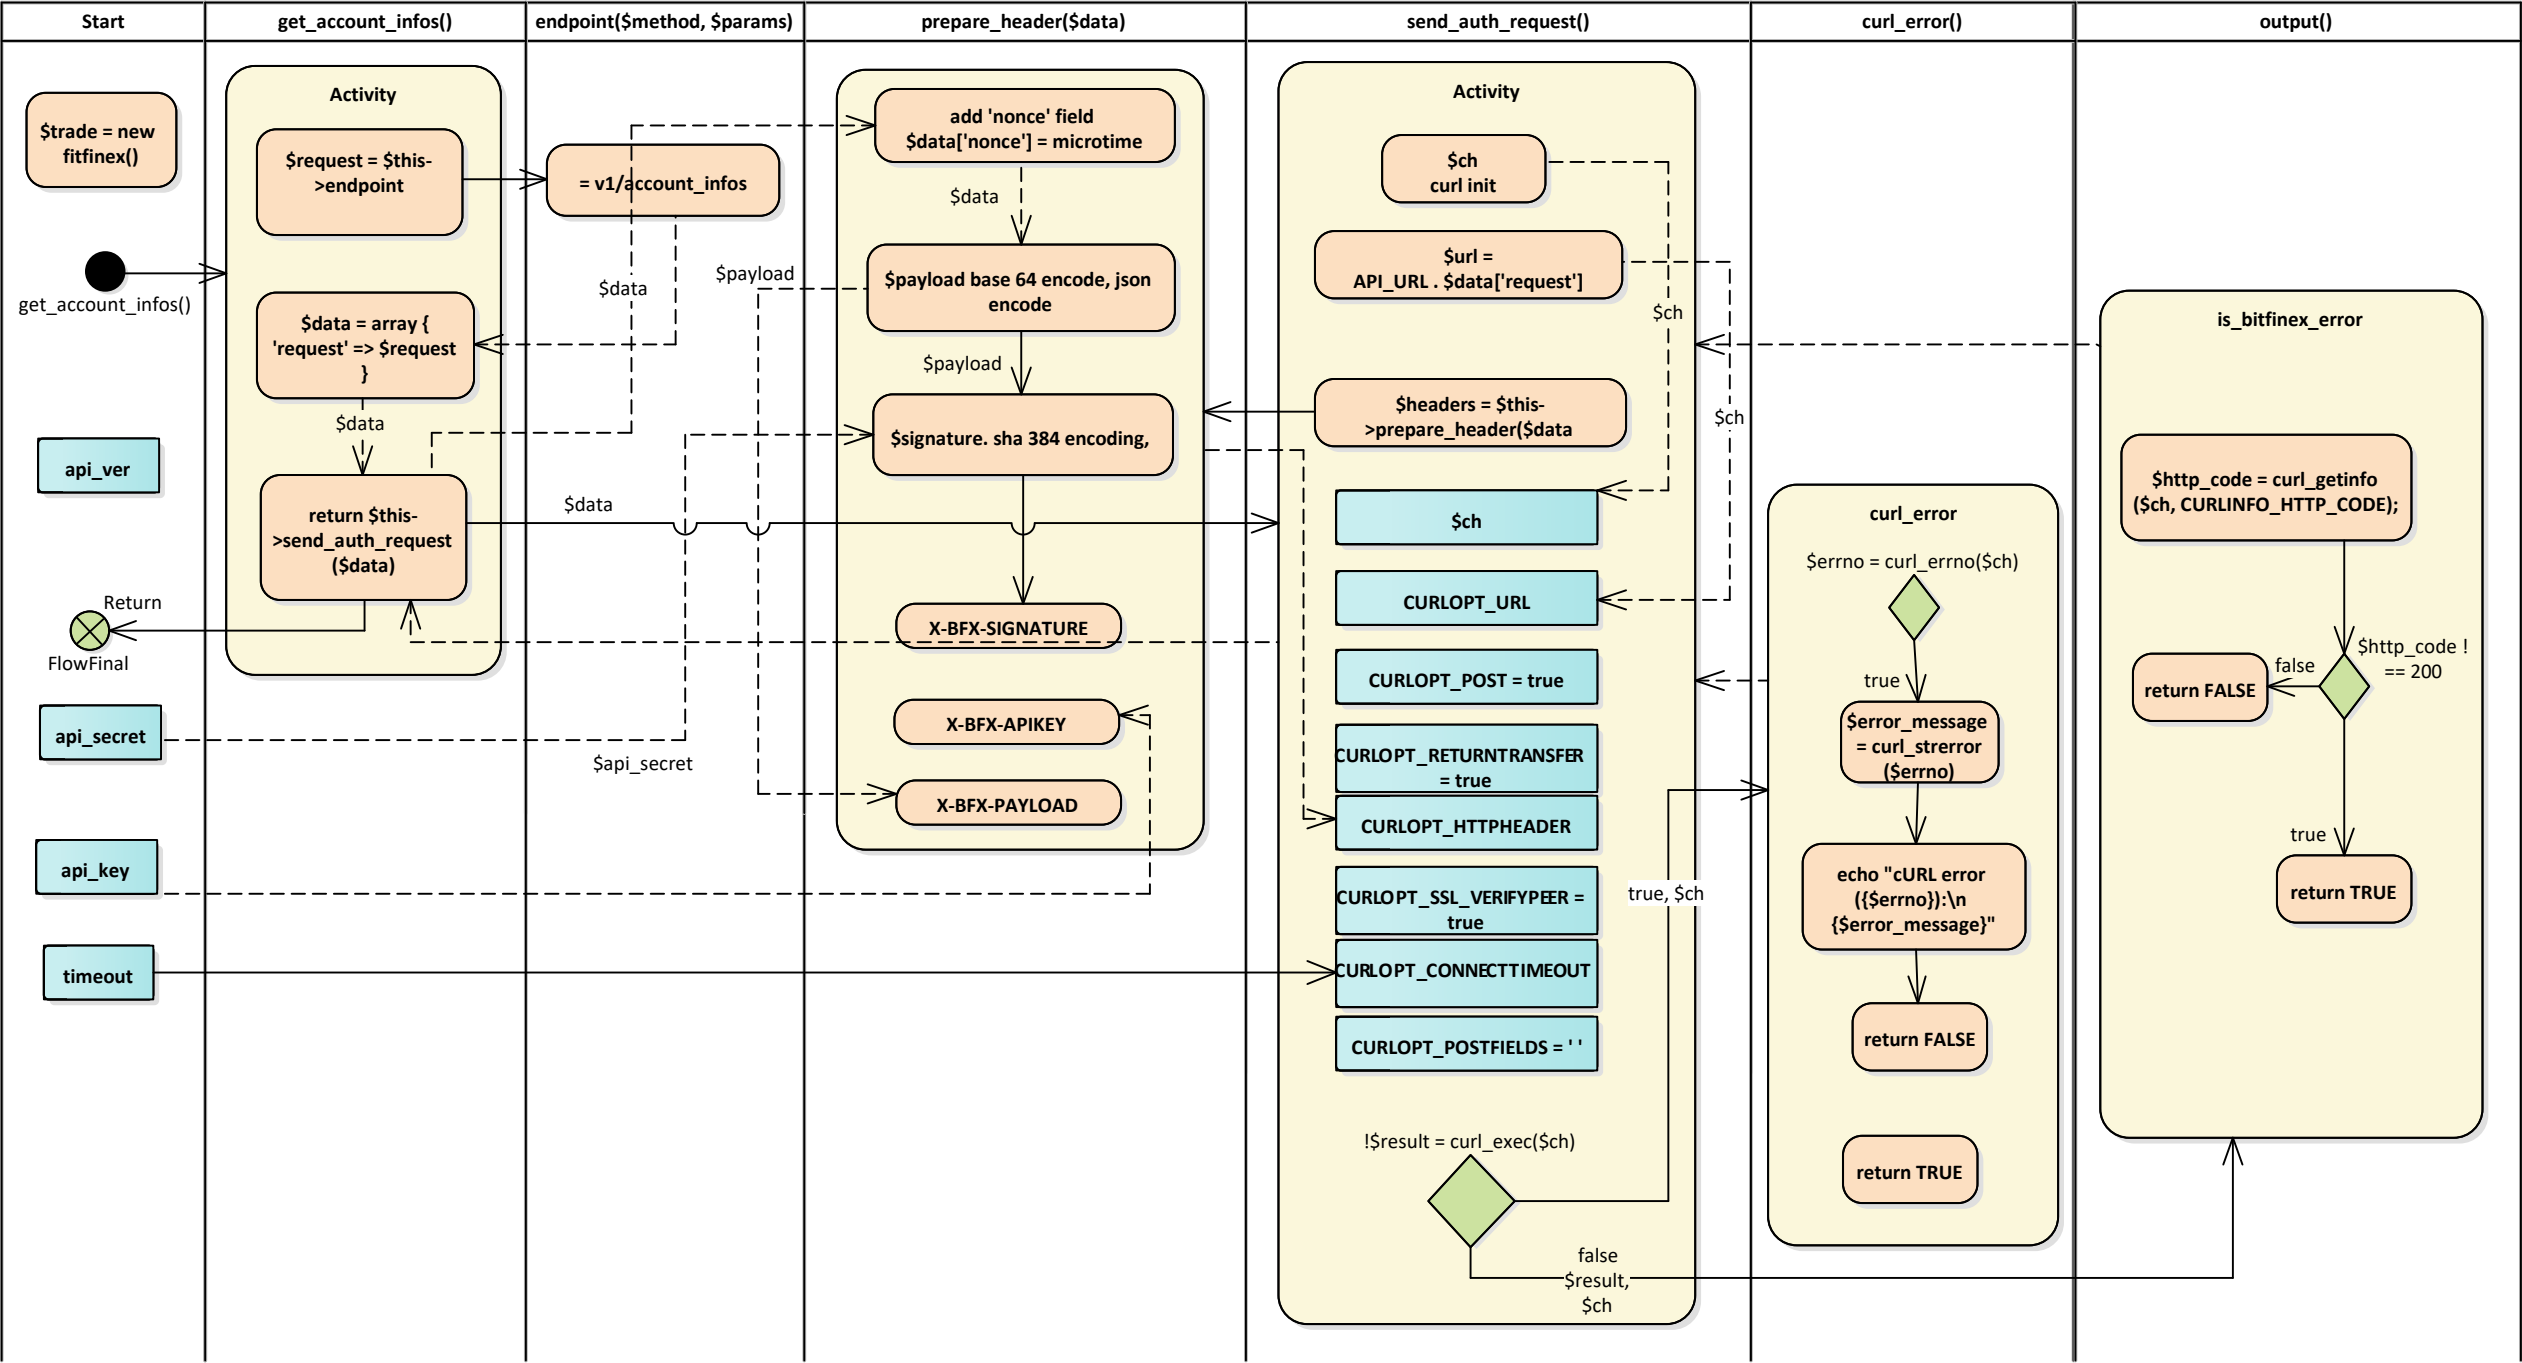 Start
get_account_infos()
endpoint($method, $params)
prepare_header($data)
send_auth_request()
curl_error()
output()
$trade = new
fitfinex()
get_account_infos()
api_ver
Return
FlowFinal
api_secret
api_key
timeout
Activity
$request = $this-
>endpoint
$data = array {
'request' => $request
}
$data
return $this-
>send_auth_request
($data)
= v1/account_infos
$data
$payload
$data
$api_secret
add 'nonce' field
$data['nonce'] = microtime
$data
$payload base 64 encode, json
encode
$payload
$signature. sha 384 encoding,
X-BFX-SIGNATURE
X-BFX-APIKEY
X-BFX-PAYLOAD
Activity
$ch
curl init
$url =
API_URL . $data['request']
$ch
$headers = $this-
>prepare_header($data
$ch
$ch
CURLOPT_URL
CURLOPT_POST = true
CURLOPT_RETURNTRANSFER
= true
CURLOPT_HTTPHEADER
CURLOPT_SSL_VERIFYPEER =
true
true, $ch
CURLOPT_CONNECTTIMEOUT
CURLOPT_POSTFIELDS = ' '
!$result = curl_exec($ch)
false
$result,
$ch
curl_error
$errno = curl_errno($ch)
true
$error_message
= curl_strerror
($errno)
echo "cURL error
({$errno}):\n
{$error_message}"
return FALSE
return TRUE
is_bitfinex_error
$http_code = curl_getinfo
($ch, CURLINFO_HTTP_CODE);
$http_code !
== 200
false
return FALSE
true
return TRUE